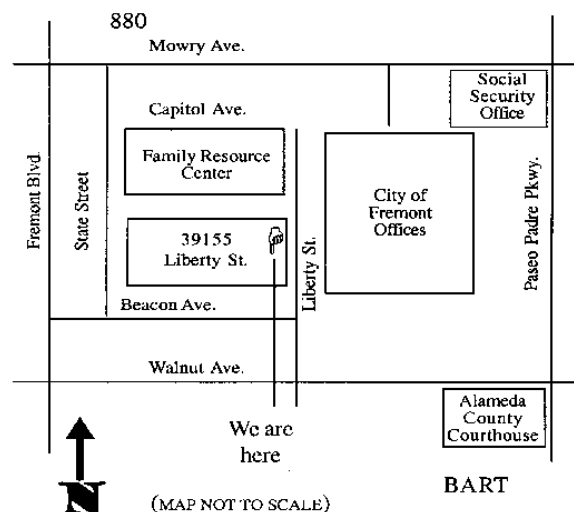 880
Mowry Ave.
Social
Security
Office
Capitol Ave.
Family Resource
Center
City of
Fremont
Offices
Fremont Blvd.
State Street
39155
Liberty St.
Liberty St.
Paseo Padre Pkwy.
Beacon Ave.
Walnut Ave.
Alameda
County
Courthouse
We are
here
BART
N
(MAP NOT TO SCALE)